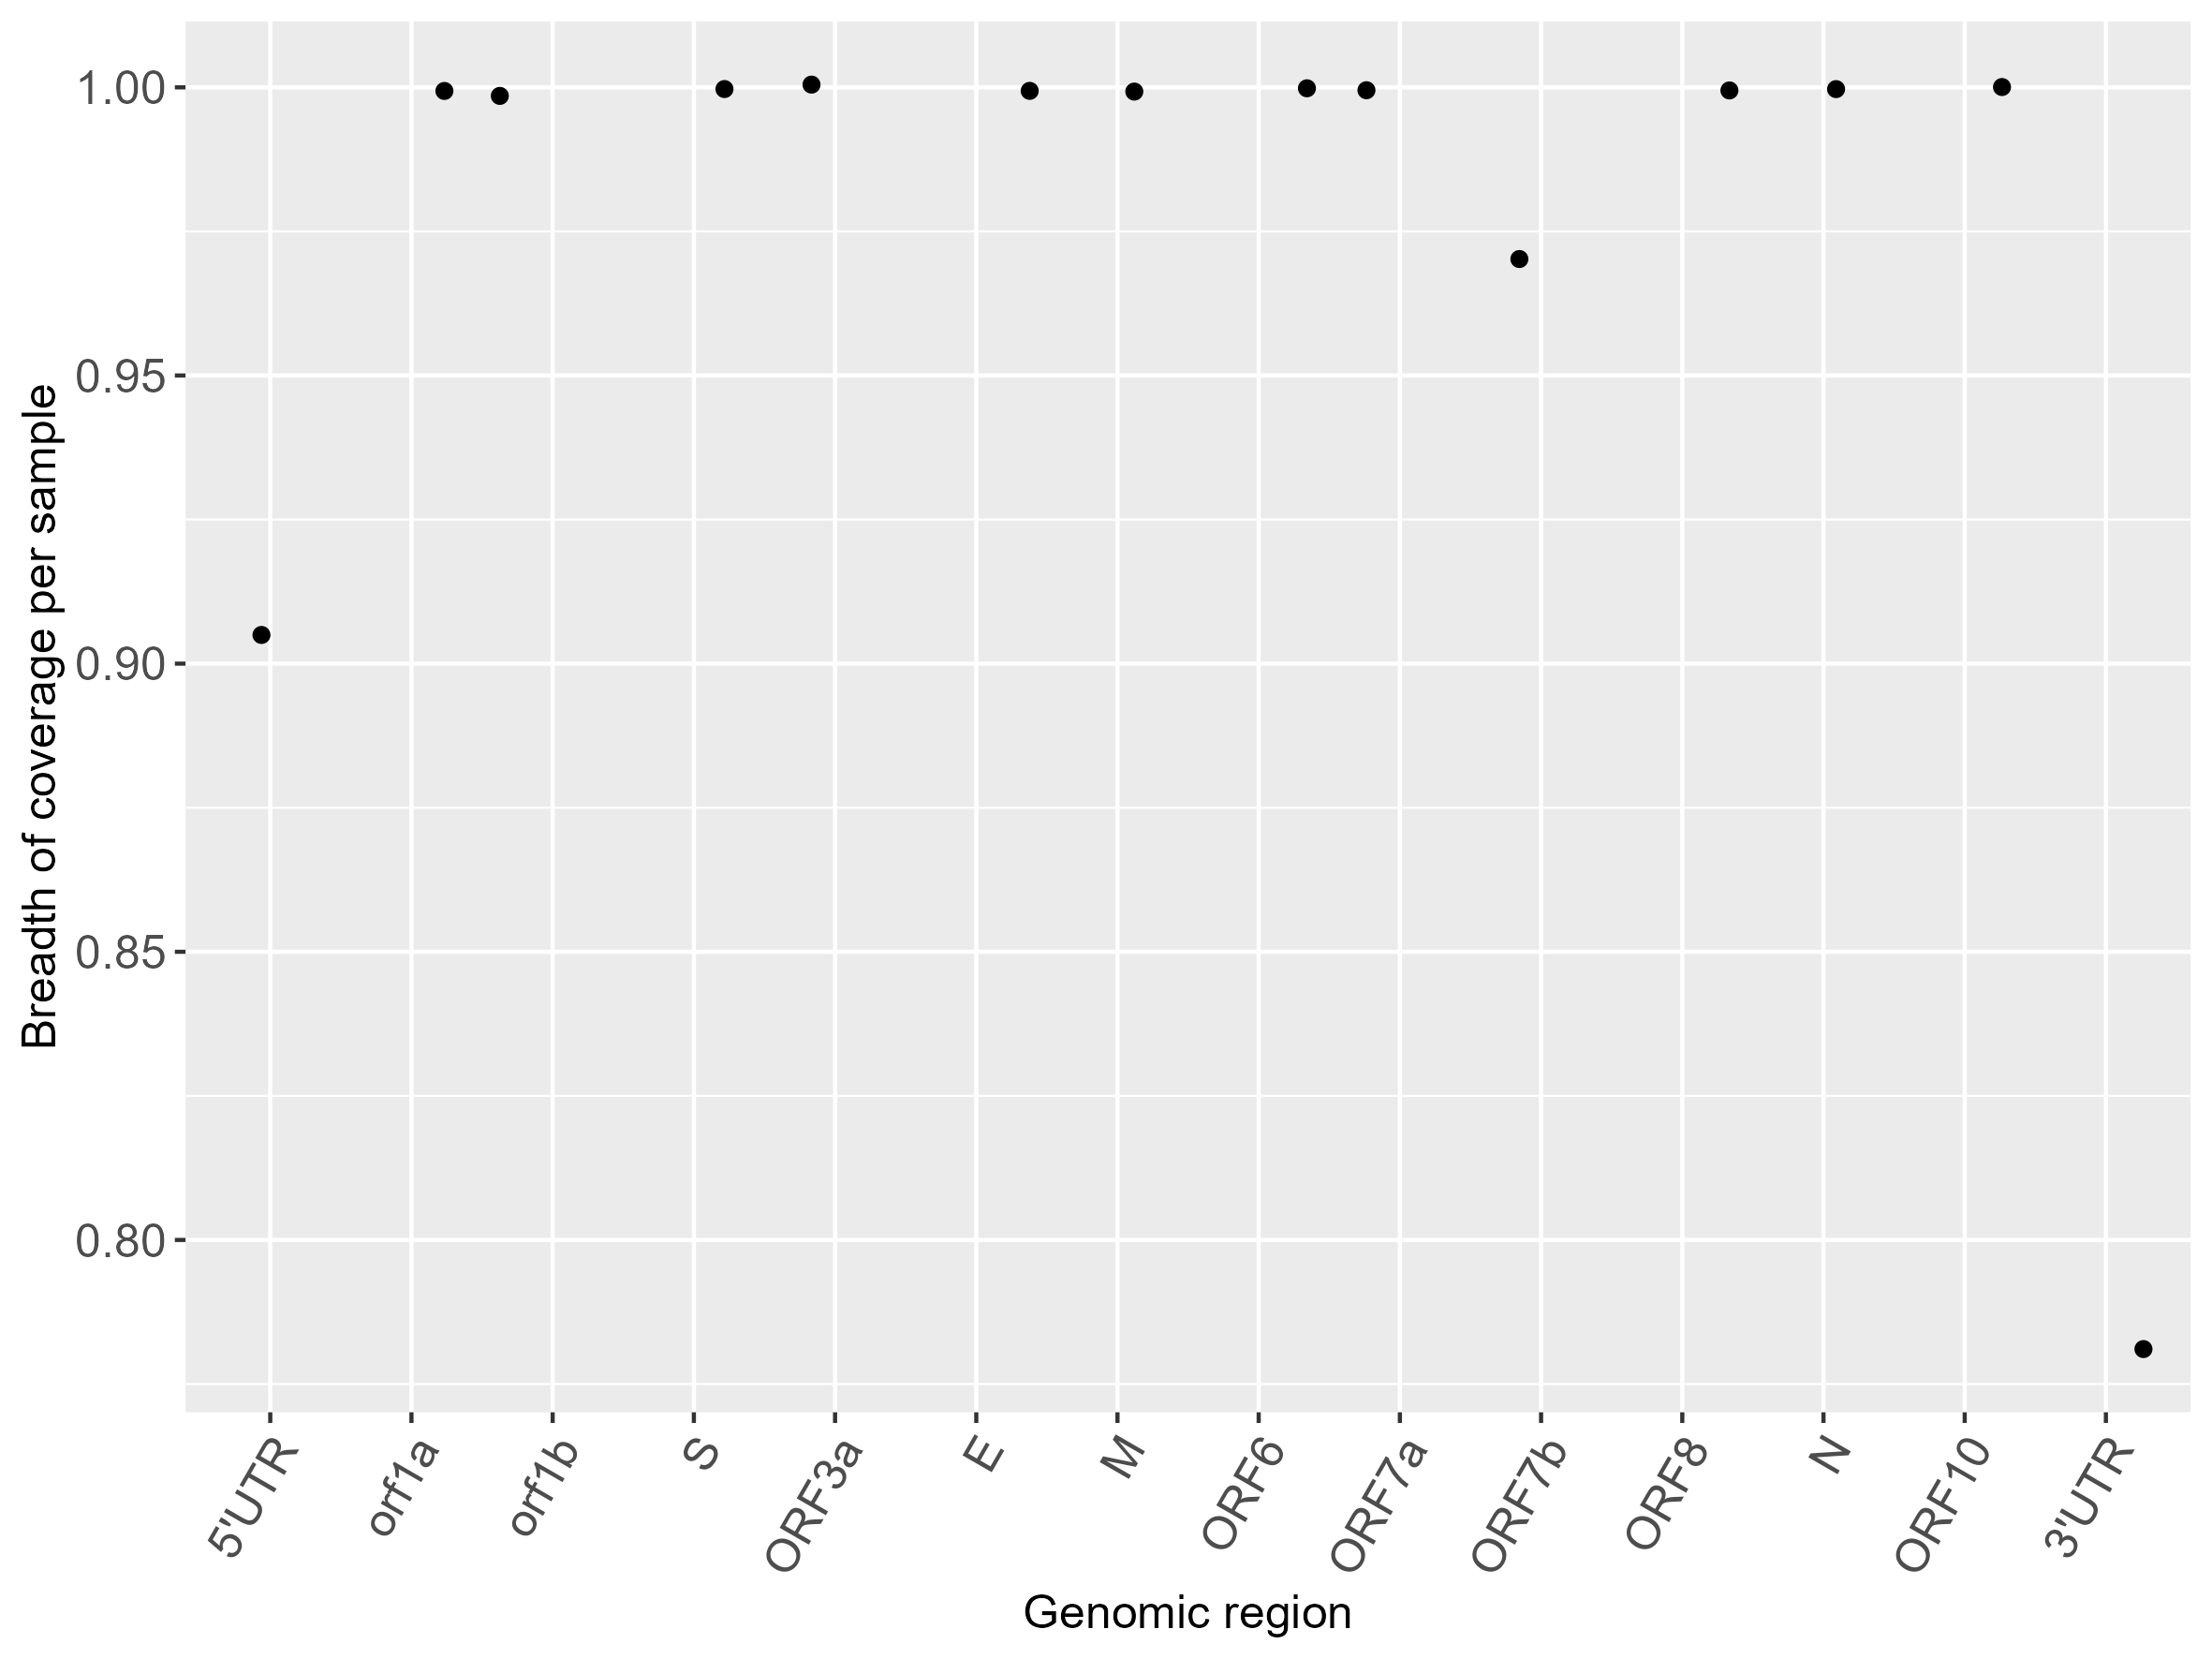 1.00
0.95
0.90
0.85
0.80
Breadth of coverage per sample
5'UTR
orf1a
orf1b
S
ORF3a
E
M
ORF6
ORF7a
ORF7b
ORF8
N
ORF10
3'UTR
Genomic region